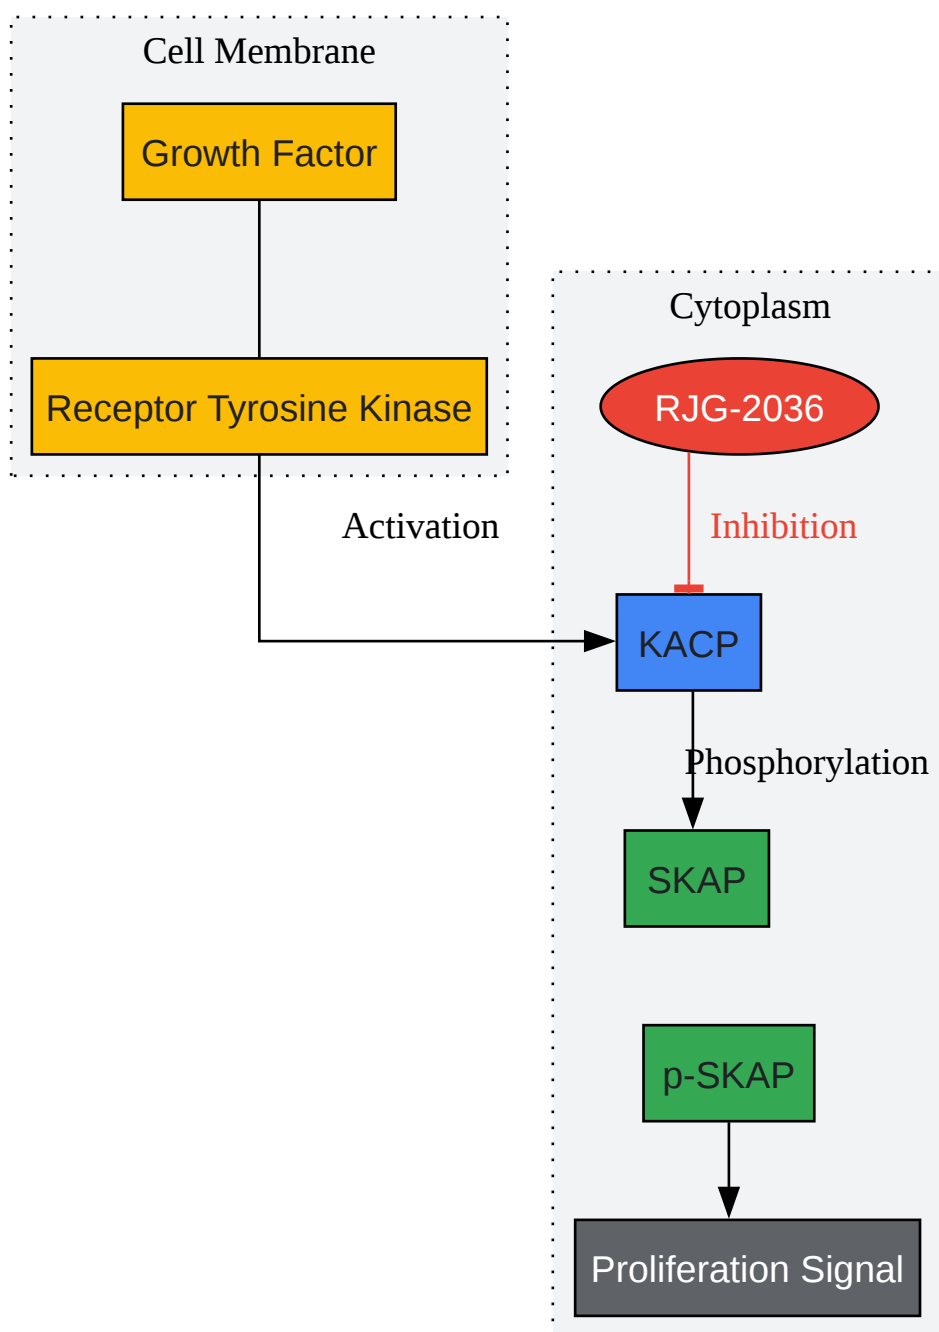 Cell Membrane
Growth Factor
Receptor Tyrosine Kinase
Activation
Cytoplasm
RJG-2036
Inhibition
KACP
Phosphorylation
SKAP
p-SKAP
Proliferation Signal